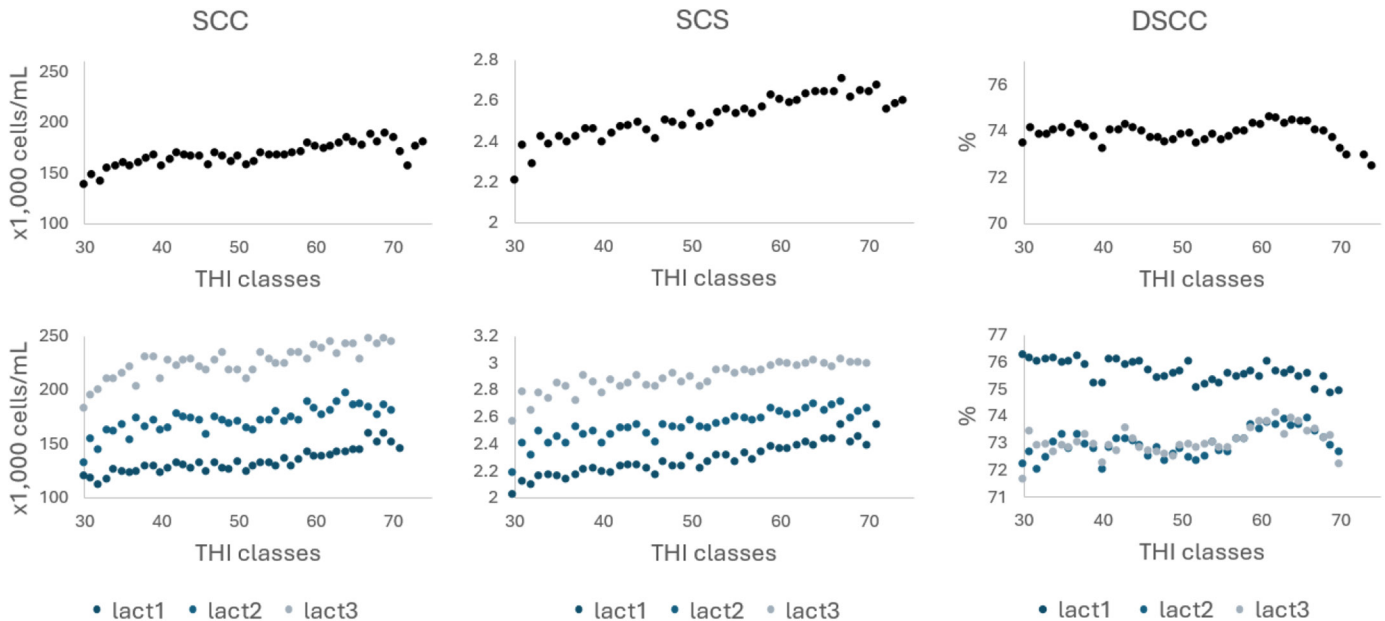 SCC
x1,000 cells/mL
250
200
150
100
30 40 50 60 70
THI classes
SCS
2.8
2.6
2.4
2.2
2
30 40 50 60 70
THI classes
DSCC
%
76
74
72
70
30 40 50 60 70
THI classes
x1,000 cells/mL
250
200
150
100
30 40 50 60 70
THI classes
lact1 lact2 lact3
3.2
3
2.8
2.6
2.4
2.2
2
30 40 50 60 70
THI classes
lact1 lact2 lact3
%
77
76
75
74
73
72
71
30 40 50 60 70
THI classes
lact1 lact2 lact3